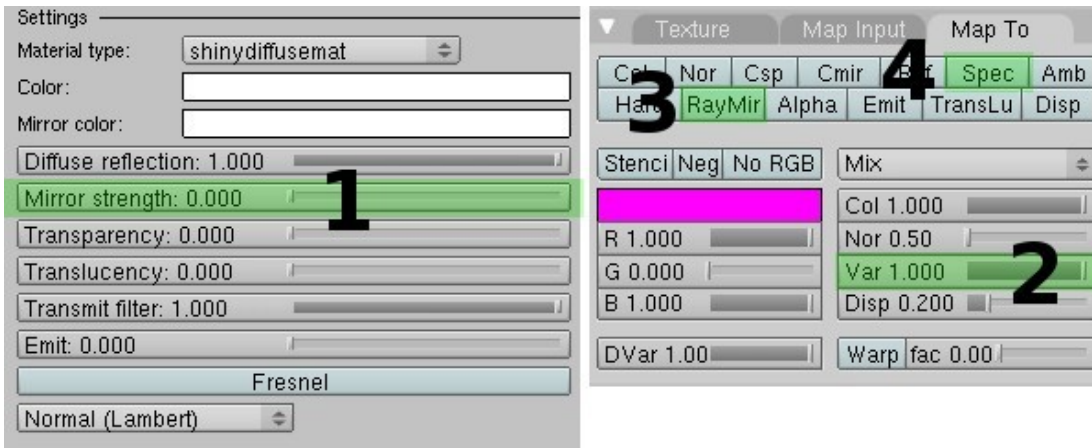 Settings
Material type: shinydiffusemat
Color:
Mirror color:
Diffuse reflection: 1.000
Mirror strength: 0.000
1
Transparency: 0.000
Translucency: 0.000
Transmit filter: 1.000
Emit: 0.000
Fresnel
Normal (Lambert)
Texture Map Input Map To
4
Nor Csp Cmir Spec Amb
3
RayMir Alpha Emit TransLu Disp
Stenci Neg No RGB Mix
Col 1.000
R 1.000 Nor 0.50
G 0.000 Var 1.000
2
B 1.000 Disp 0.200
DVar 1.00 Warp fac 0.00